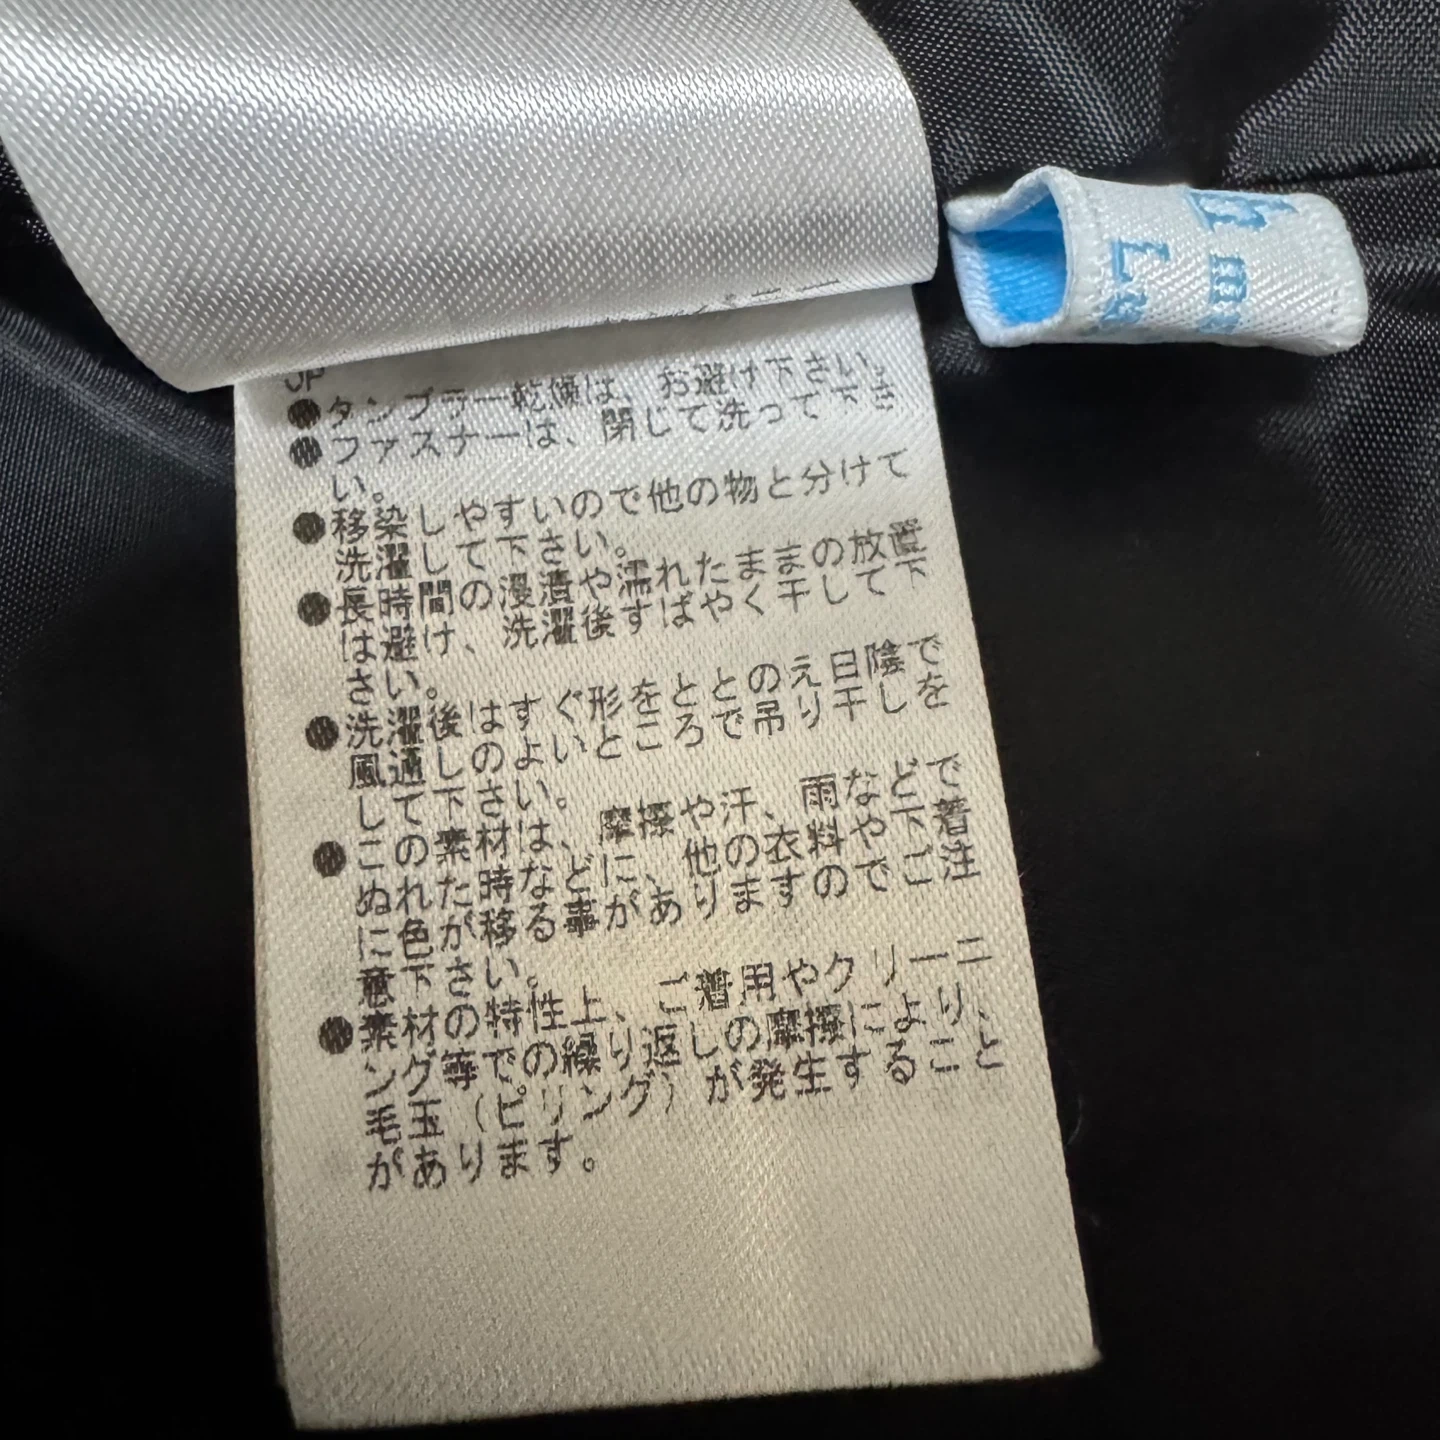 JP
●タンブラー乾燥は、お避け下さい。
●ファスナーは、閉じて洗って下さ
い。
●移染しやすいので他の物と分けて
洗濯して下さい。
●長時間の浸漬や濡れたままの放置
は避け、洗濯後すばやく干して下
さい。
●洗濯後はすぐ形をととのえ日陰で
風通しのよいところで吊り干しを
して下さい。
●この素材は、摩擦や汗、雨などで
ぬれた時などに、他の衣料や下着
に色が移る事がありますのでご注
意下さい。
●素材の特性上、ご着用やクリーニ
ング等での繰り返しの摩擦により、
毛玉(ピリング)が発生すること
があります。